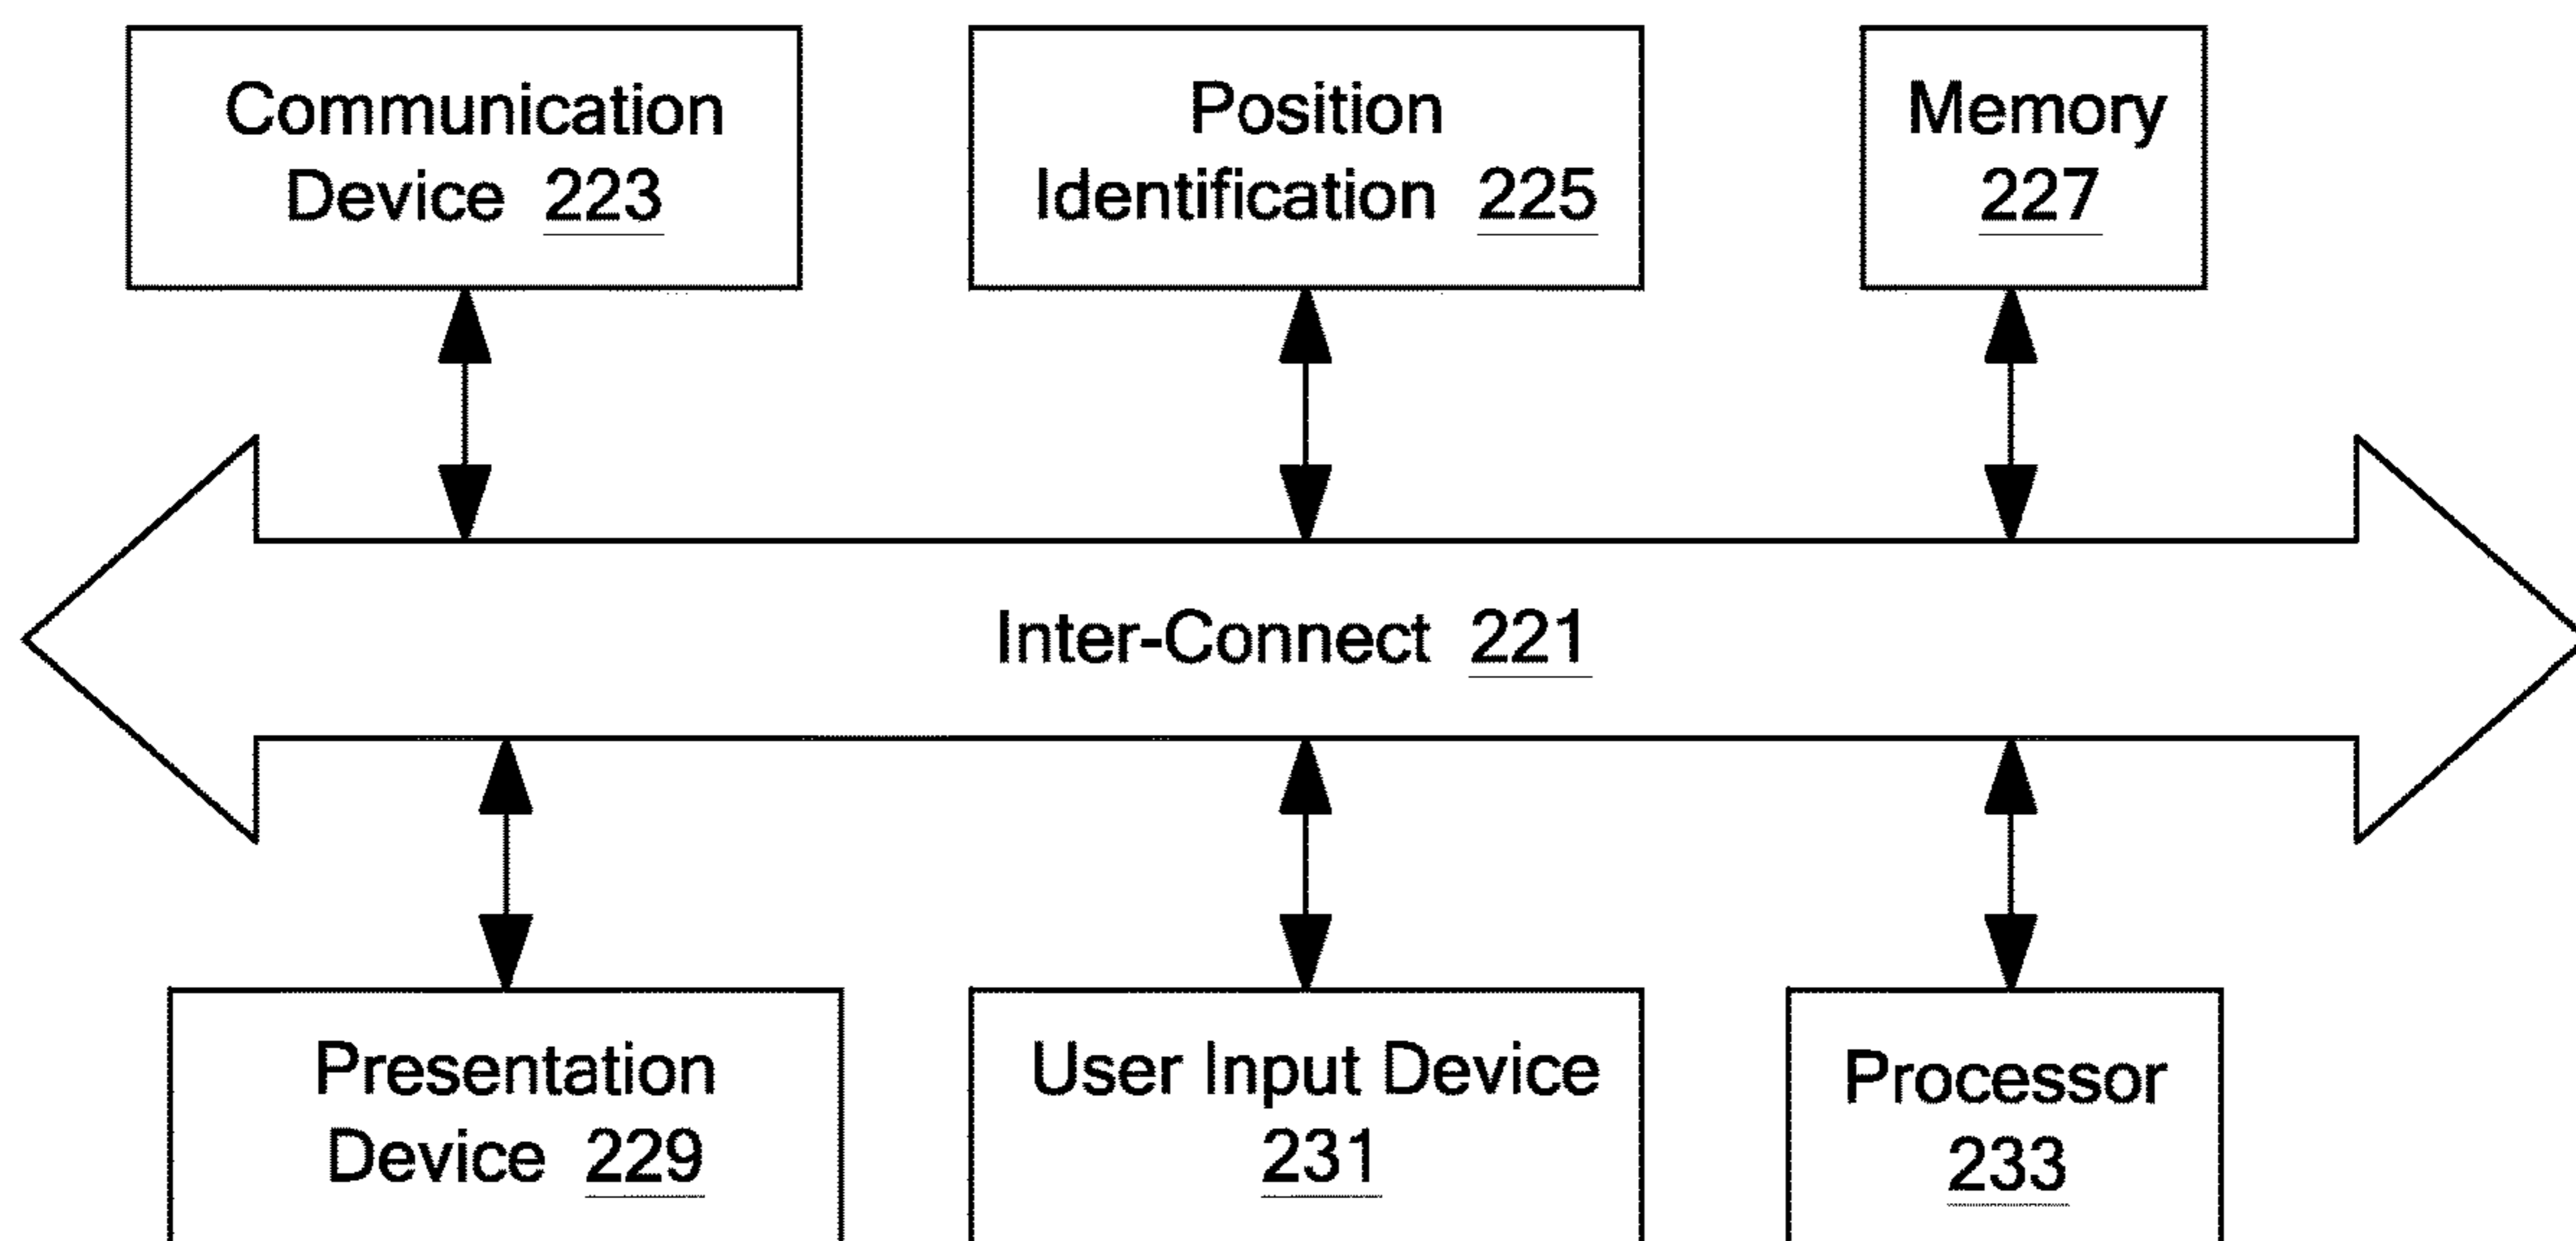 Communication
Device 223
Position
Identification 225
Memory
227
Inter-Connect 221
Presentation
Device 229
User Input Device
231
Processor
233